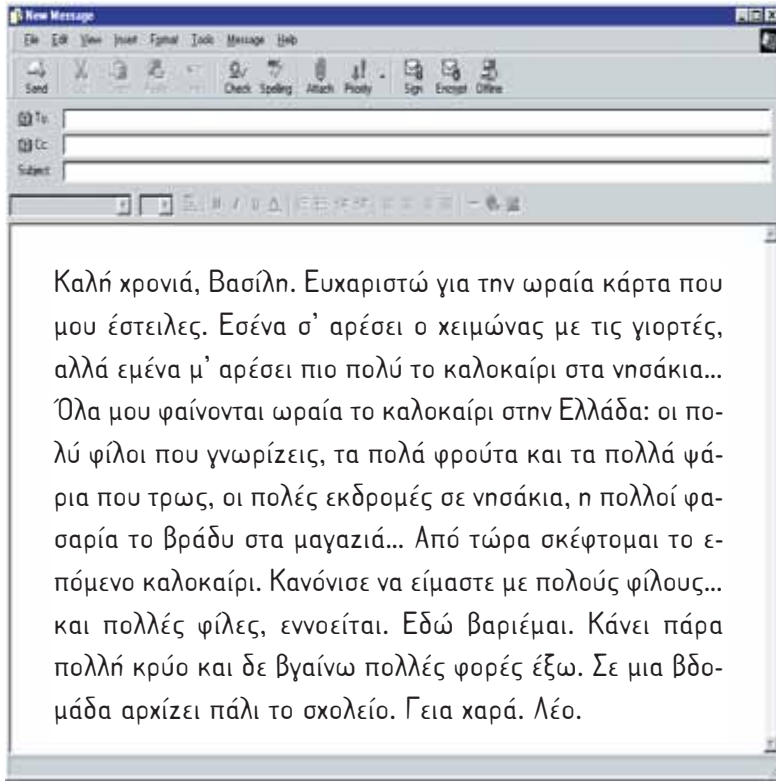 New Message
File Edit View Insert Format Tools Message Help
Send Check Spelling Attach Priority Sign Encrypt Offline
To:
Cc:
Subject:
Καλή χρονιά, Βασίλη. Ευχαριστώ για την ωραία κάρτα που
μου έστειλες. Εσένα σ’ αρέσει ο χειμώνας με τις γιορτές,
αλλά εμένα μ’ αρέσει πιο πολύ το καλοκαίρι στα νησάκια...
Όλα μου φαίνονται ωραία το καλοκαίρι στην Ελλάδα: οι πο-
λύ φίλοι που γνωρίζεις, τα πολά φρούτα και τα πολλά ψά-
ρια που τρως, οι πολές εκδρομές σε νησάκια, η πολλοί φα-
σαρία το βράδυ στα μαγαζιά... Από τώρα σκέφτομαι το ε-
πόμενο καλοκαίρι. Κανόνισε να είμαστε με πολούς φίλους...
και πολλές φίλες, εννοείται. Εδώ βαριέμαι. Κάνει πάρα
πολλή κρύο και δε βγαίνω πολλές φορές έξω. Σε μια βδο-
μάδα αρχίζει πάλι το σχολείο. Γεια χαρά. Λέο.